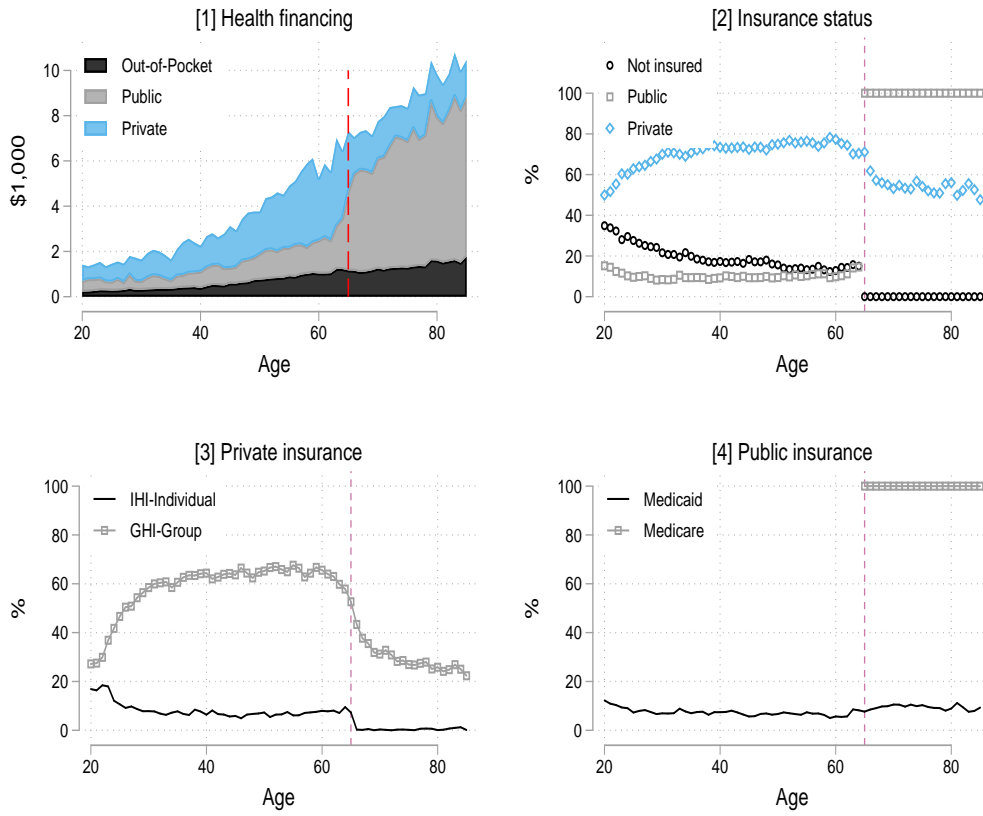 [1] Health financing
Out-of-Pocket
Public
Private
$1,000
0
2
4
6
8
10
20
40
60
80
Age
[2] Insurance status
Not insured
Public
Private
%
0
20
40
60
80
100
20
40
60
80
Age
[3] Private insurance
IHI-Individual
GHI-Group
%
0
20
40
60
80
100
20
40
60
80
Age
[4] Public insurance
Medicaid
Medicare
%
0
20
40
60
80
100
20
40
60
80
Age